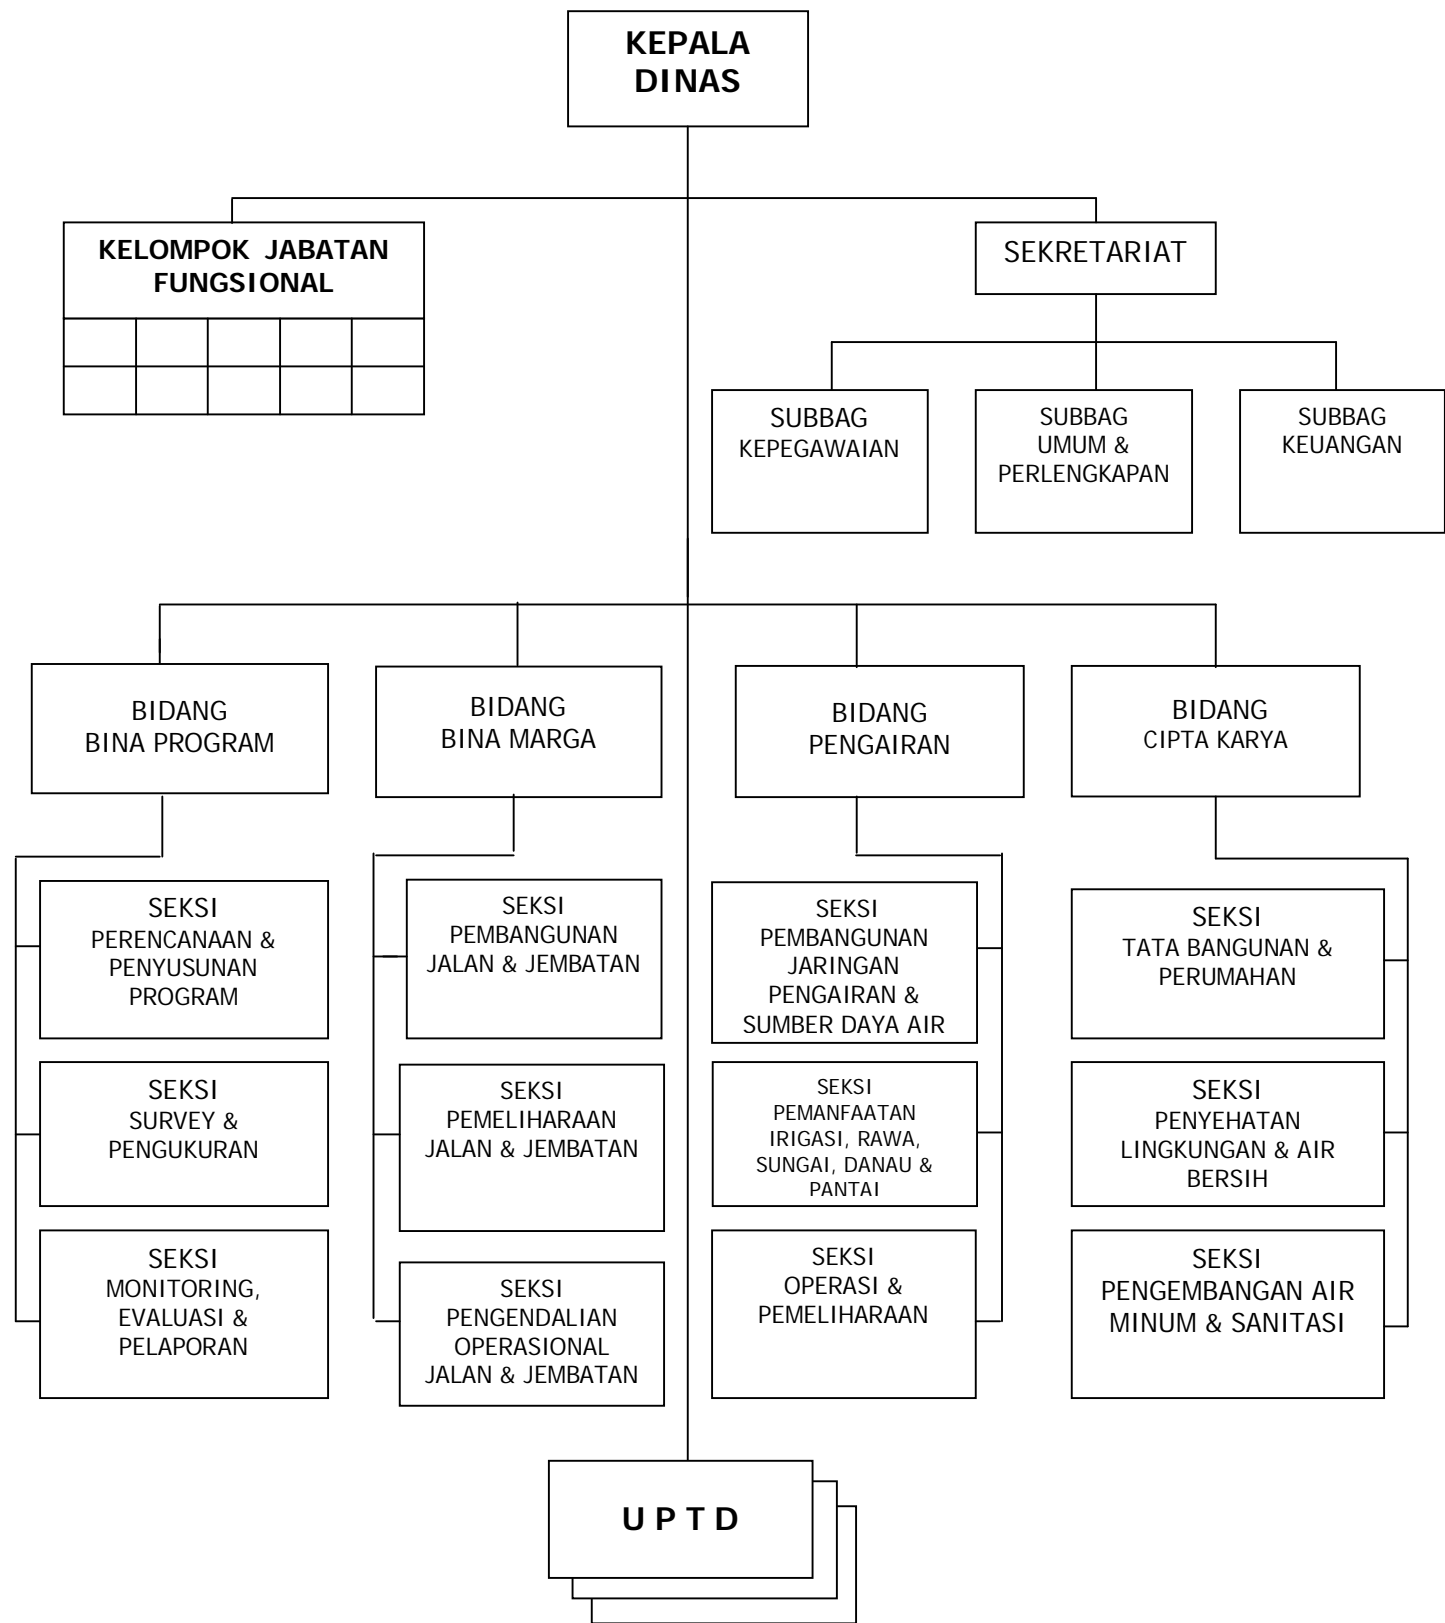 KEPALA
DINAS
KELOMPOK JABATAN
FUNGSIONAL
SEKRETARIAT
SUBBAG
KEPEGAWAIAN
SUBBAG
UMUM &
PERLENGKAPAN
SUBBAG
KEUANGAN
BIDANG
BINA PROGRAM
BIDANG
BINA MARGA
BIDANG
PENGAIRAN
BIDANG
CIPTA KARYA
SEKSI
PERENCANAAN &
PENYUSUNAN
PROGRAM
SEKSI
PEMBANGUNAN
JALAN & JEMBATAN
SEKSI
PEMBANGUNAN
JARINGAN
PENGAIRAN &
SUMBER DAYA AIR
SEKSI
TATA BANGUNAN &
PERUMAHAN
SEKSI
SURVEY &
PENGUKURAN
SEKSI
PEMELIHARAAN
JALAN & JEMBATAN
SEKSI
PEMANFAATAN
IRIGASI, RAWA,
SUNGAI, DANAU &
PANTAI
SEKSI
PENYEHATAN
LINGKUNGAN & AIR
BERSIH
SEKSI
MONITORING,
EVALUASI &
PELAPORAN
SEKSI
PENGENDALIAN
OPERASIONAL
JALAN & JEMBATAN
SEKSI
OPERASI &
PEMELIHARAAN
SEKSI
PENGEMBANGAN AIR
MINUM & SANITASI
U P T D